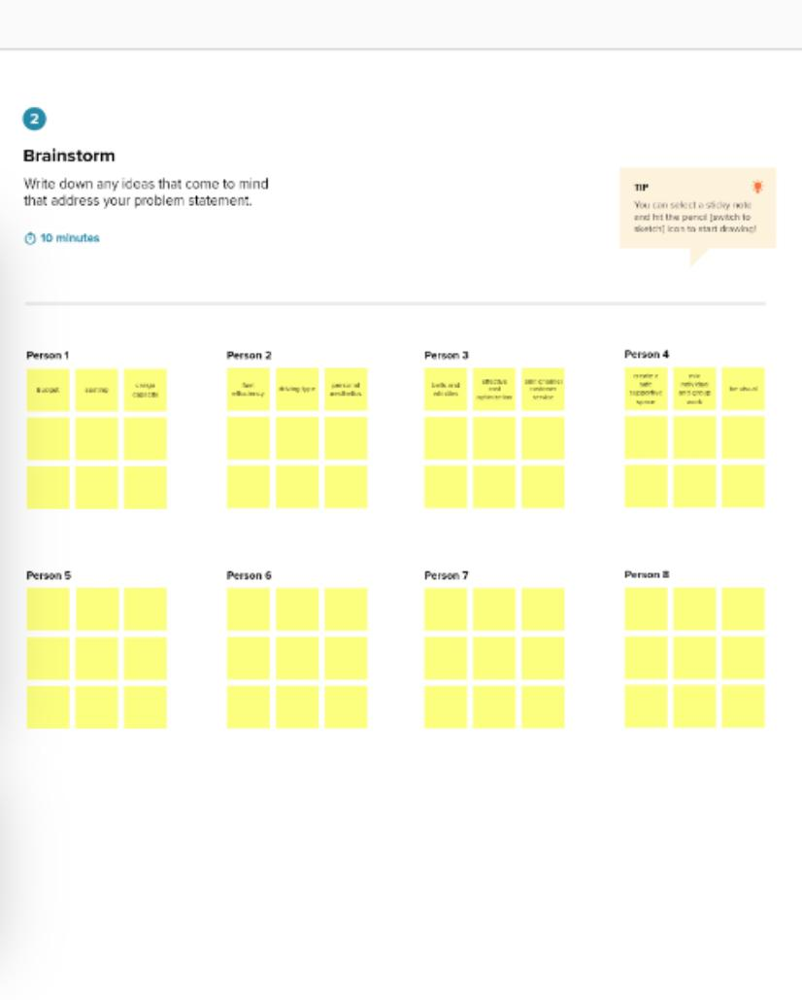 2
Brainstorm
Write down any ideas that come to mind
that address your problem statement.
10 minutes
TIP
You can select a sticky note
and hit the pencil [switch to
sketch] icon to start drawing!
Person 1
Budget
cargo
capacity
Person 2
fuel
efficiency
driving type
personal
aesthetics
Person 3
bells and
whistles
effective
cost
optimization
customer
service
Person 4
create a
safe
supportive
space
mix
individual
and group
work
be visual
Person 5
Person 6
Person 7
Person 8